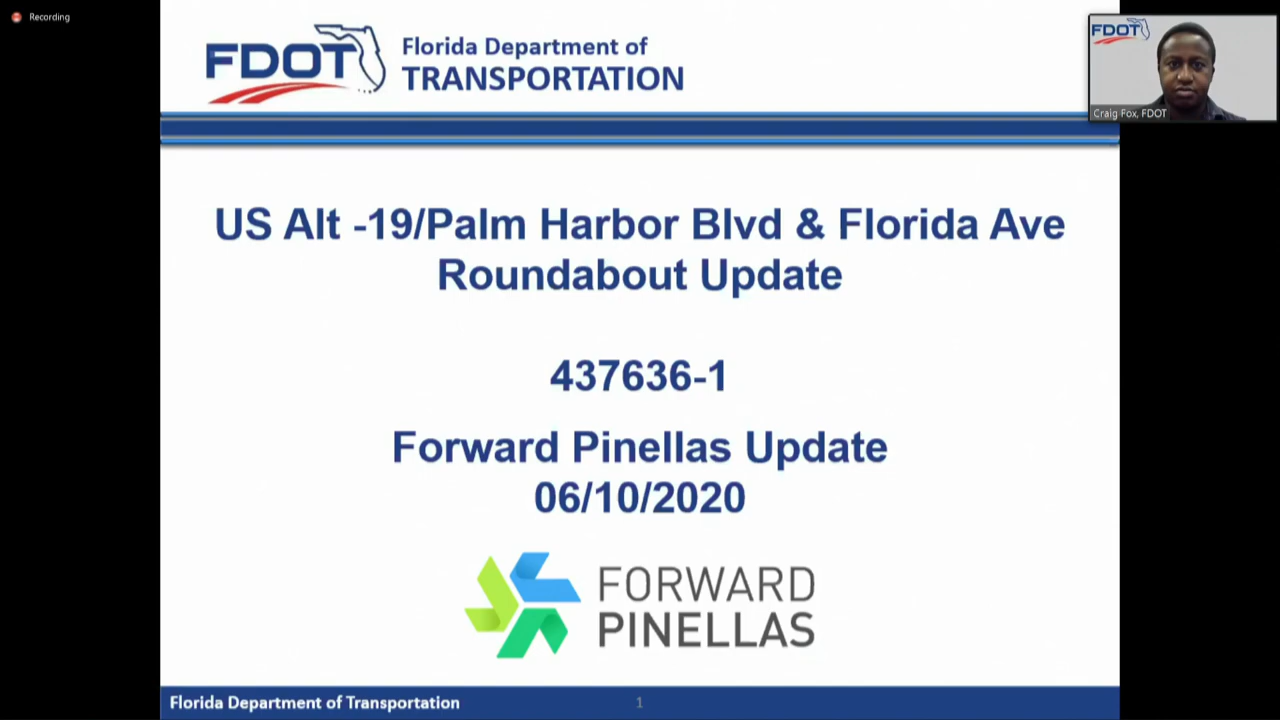 Recording
FDOT
Florida Department of
TRANSPORTATION
FDOT
Craig Fox, FDOT
US Alt -19/Palm Harbor Blvd & Florida Ave
Roundabout Update
437636-1
Forward Pinellas Update
06/10/2020
FORWARD
PINELLAS
Florida Department of Transportation
1